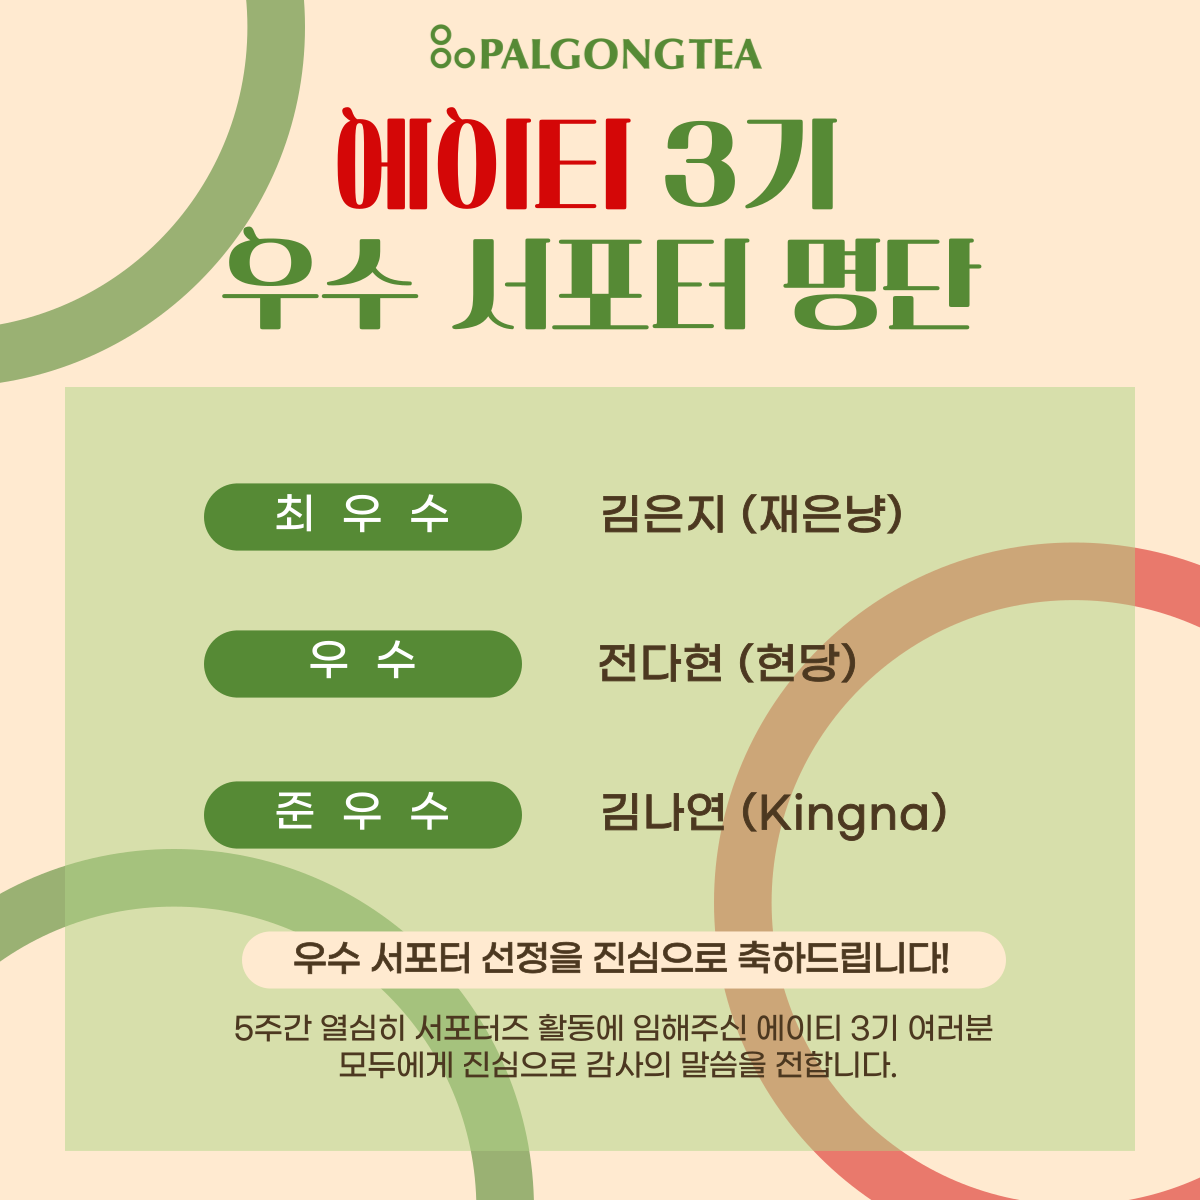 PALGONGTEA
에이티 3기
우수 서포터 명단
최 우 수 김은지 (재은냥)
우 수 전다현 (현당)
준 우 수 김나연 (Kingna)
우수 서포터 선정을 진심으로 축하드립니다!
5주간 열심히 서포터즈 활동에 임해주신 에이티 3기 여러분
모두에게 진심으로 감사의 말씀을 전합니다.